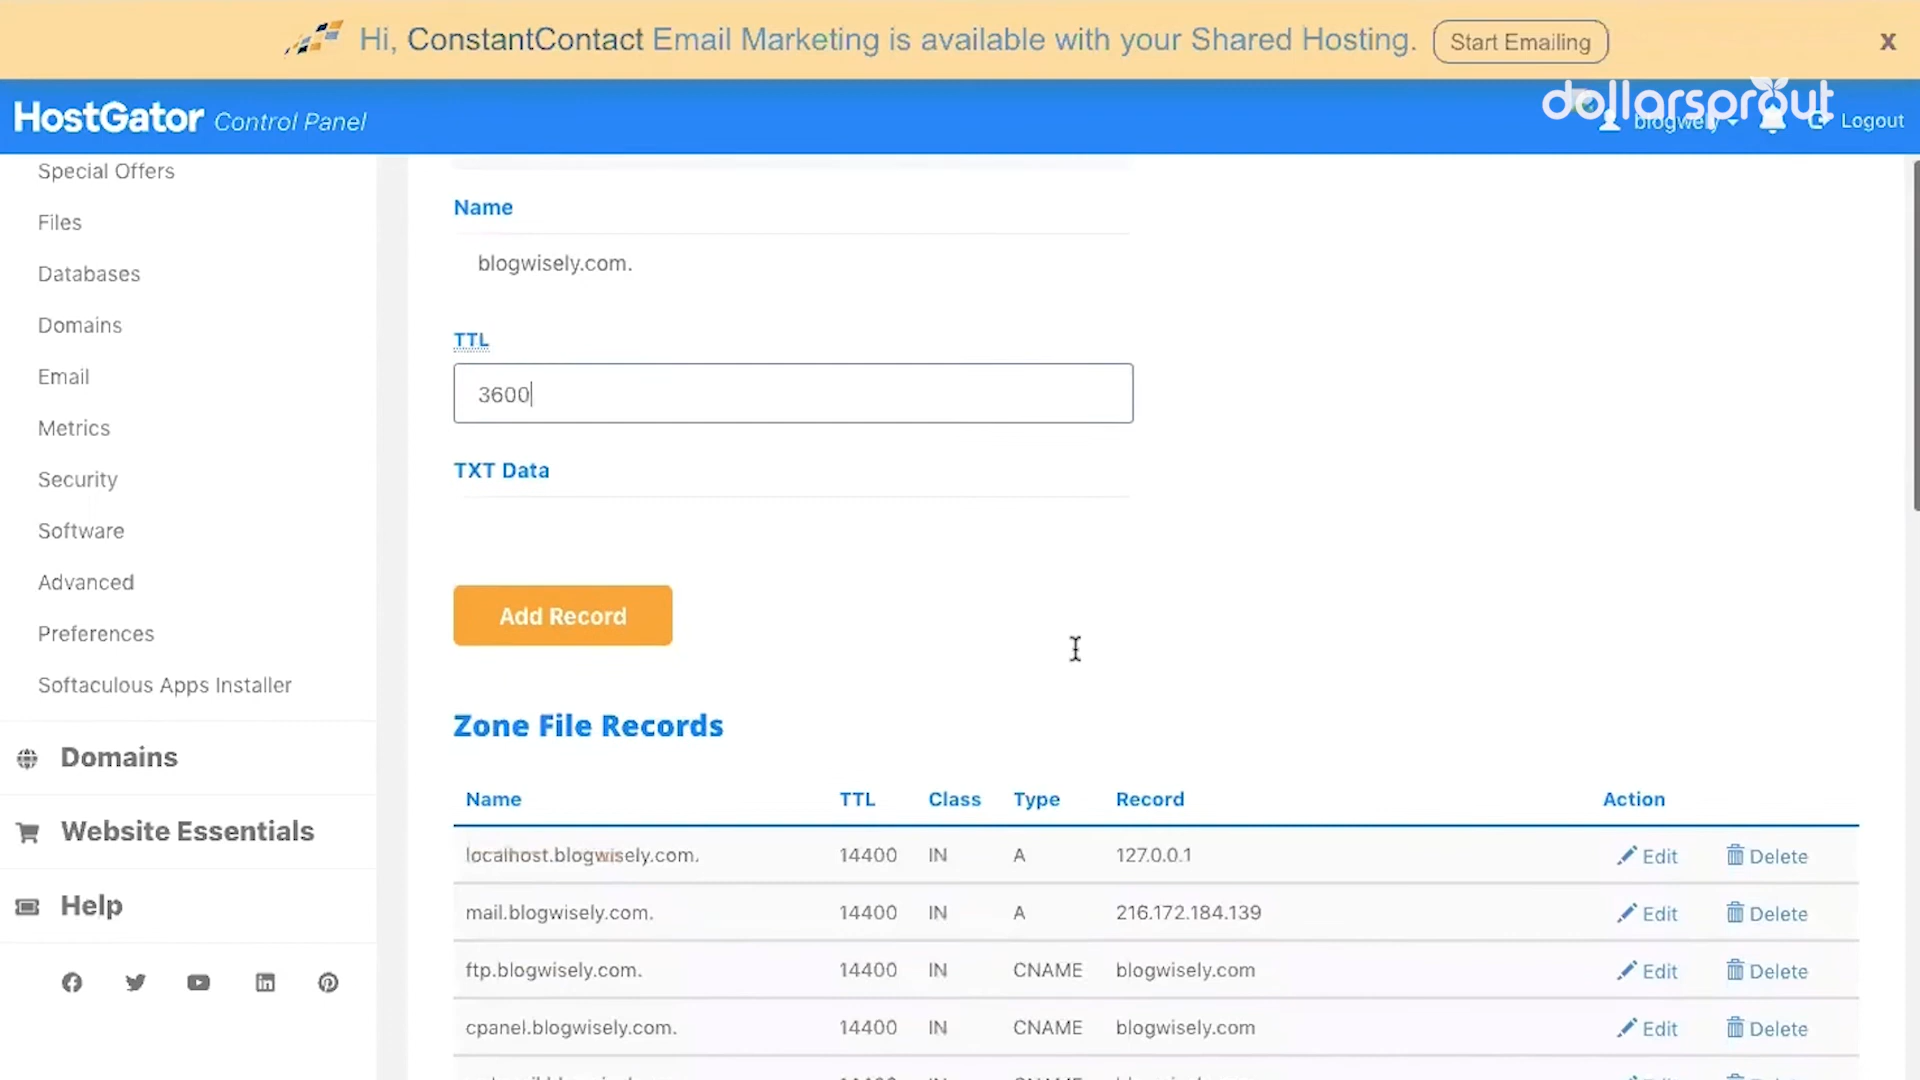 Hi, ConstantContact Email Marketing is available with your Shared Hosting. Start Emailing X
dollarsprout
HostGator Control Panel blogwely Logout
Special Offers
Files
Databases
Domains
Email
Metrics
Security
Software
Advanced
Preferences
Softaculous Apps Installer
Domains
Website Essentials
Help
Name
blogwisely.com.
TTL
3600
TXT Data
Add Record
Zone File Records
Name TTL Class Type Record Action
localhost.blogwisely.com. 14400 IN A 127.0.0.1 Edit Delete
mail.blogwisely.com. 14400 IN A 216.172.184.139 Edit Delete
ftp.blogwisely.com. 14400 IN CNAME blogwisely.com Edit Delete
cpanel.blogwisely.com. 14400 IN CNAME blogwisely.com Edit Delete